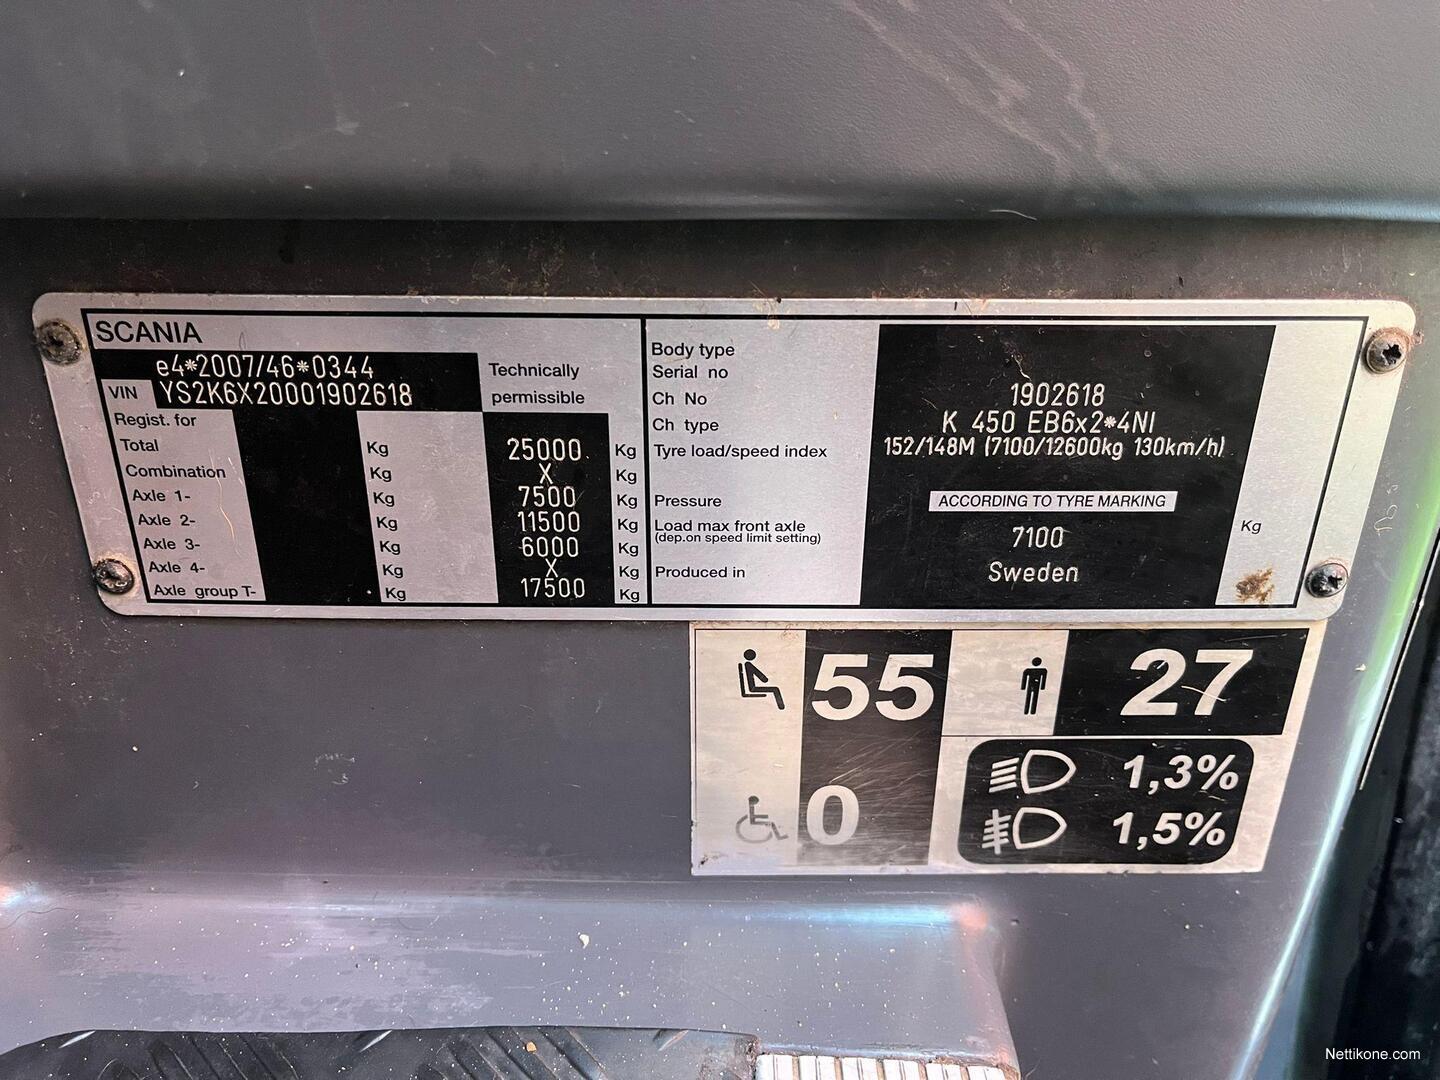 SCANIA
e4*2007/46*0344
VIN YS2K6X20001902618
Technically
permissible
Regist. for
Total Kg 25000 Kg
Combination Kg X Kg
Axle 1- Kg 7500 Kg
Axle 2- Kg 11500 Kg
Axle 3- Kg 6000 Kg
Axle 4- Kg X Kg
Axle group T- Kg 17500 Kg
Body type
Serial no
Ch No 1902618
Ch type K 450 EB6x2*4NI
Tyre load/speed index 152/148M (7100/12600kg 130km/h)
Pressure ACCORDING TO TYRE MARKING
Load max front axle 7100 Kg
(dep.on speed limit setting)
Produced in Sweden
55 27
0 1,3%
1,5%
Nettikone.com